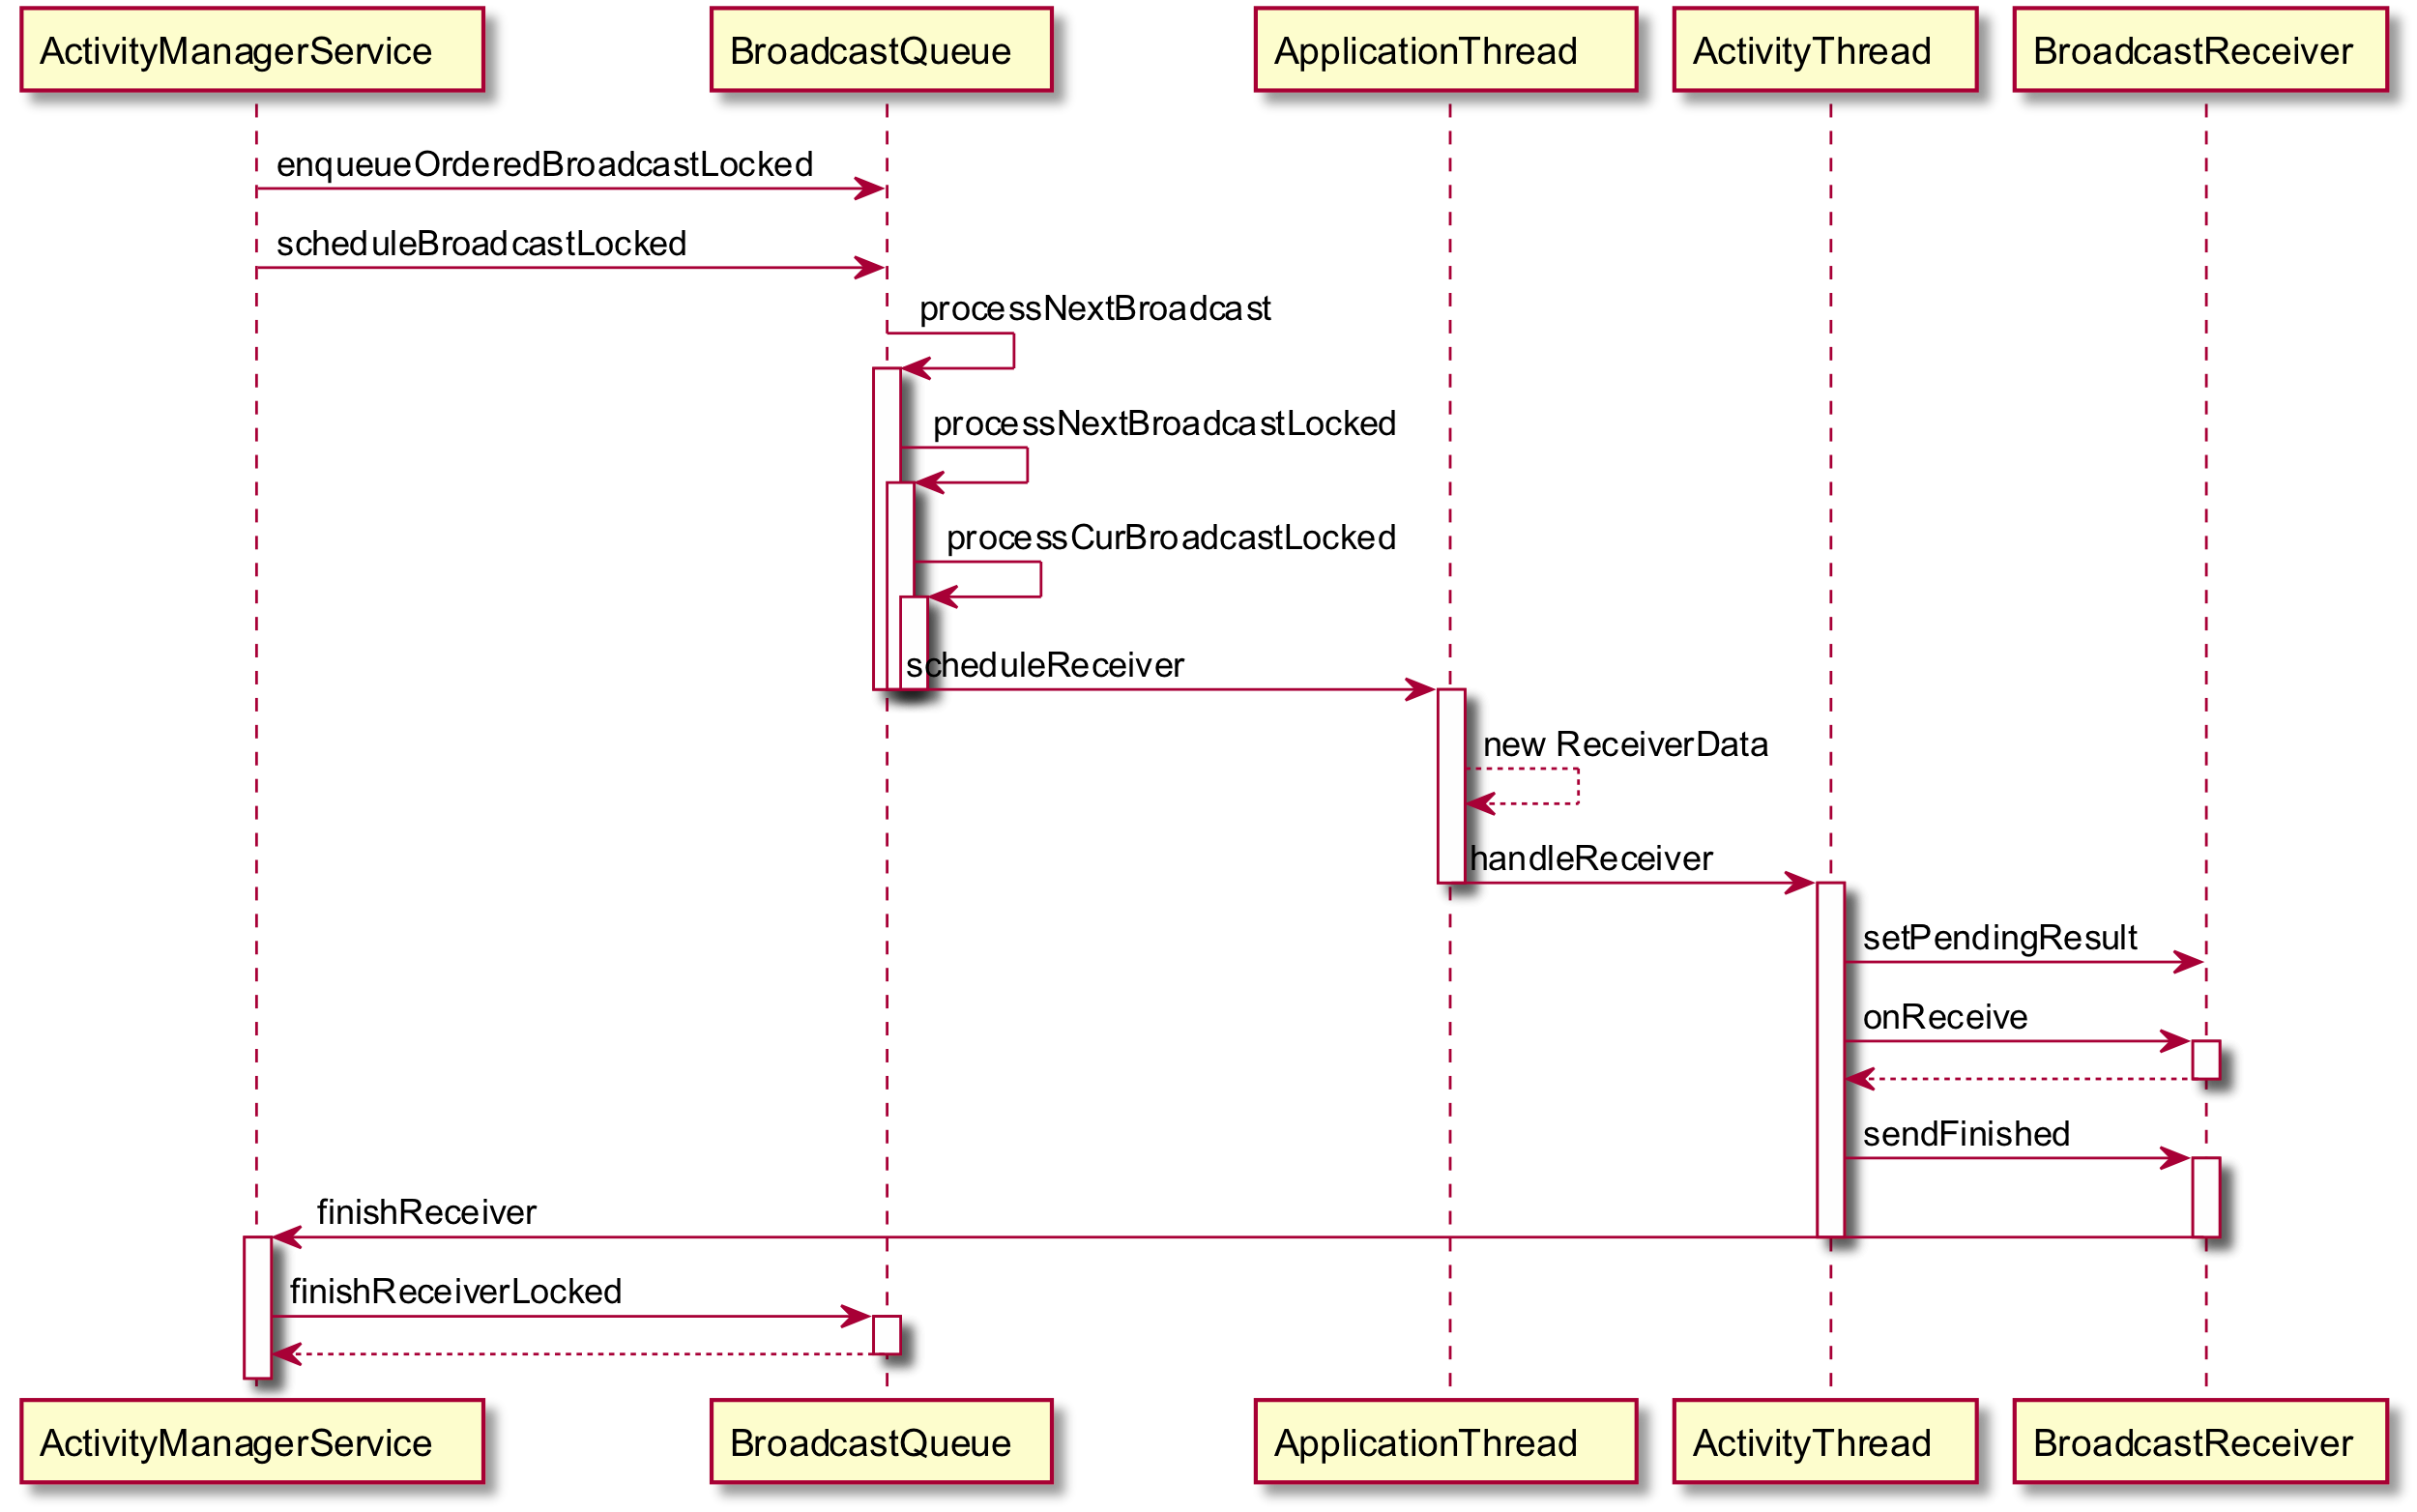 ActivityManagerService
BroadcastQueue
ApplicationThread
ActivityThread
BroadcastReceiver
enqueueOrderedBroadcastLocked
scheduleBroadcastLocked
processNextBroadcast
processNextBroadcastLocked
processCurBroadcastLocked
scheduleReceiver
new ReceiverData
handleReceiver
setPendingResult
onReceive
sendFinished
finishReceiver
finishReceiverLocked
ActivityManagerService
BroadcastQueue
ApplicationThread
ActivityThread
BroadcastReceiver